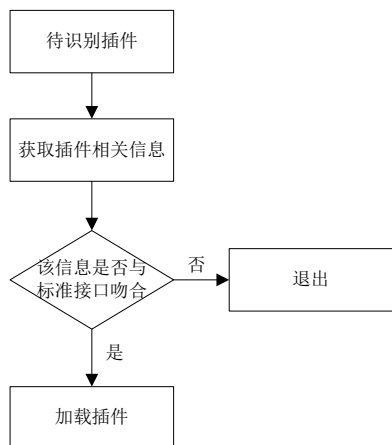 待识别插件
获取插件相关信息
该信息是否与
标准接口吻合
否
退出
是
加载插件